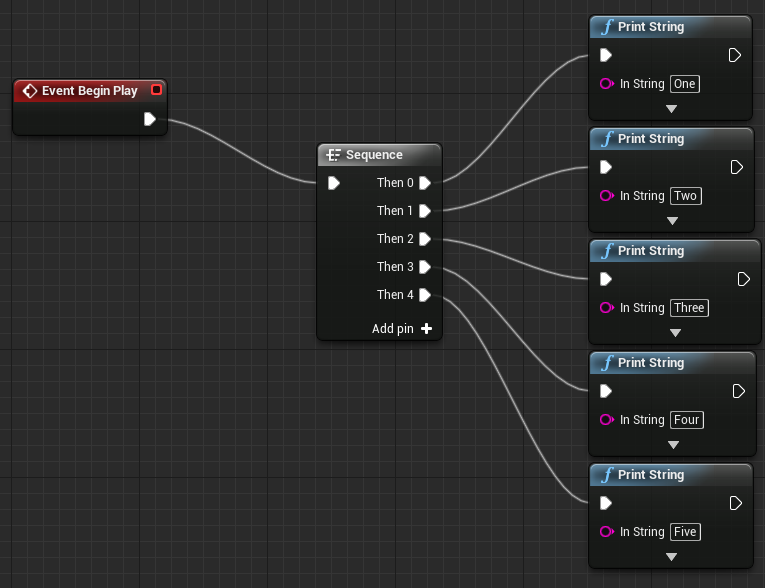 Event Begin Play
Sequence
Then 0
Then 1
Then 2
Then 3
Then 4
Add pin
Print String
In String One
Print String
In String Two
Print String
In String Three
Print String
In String Four
Print String
In String Five